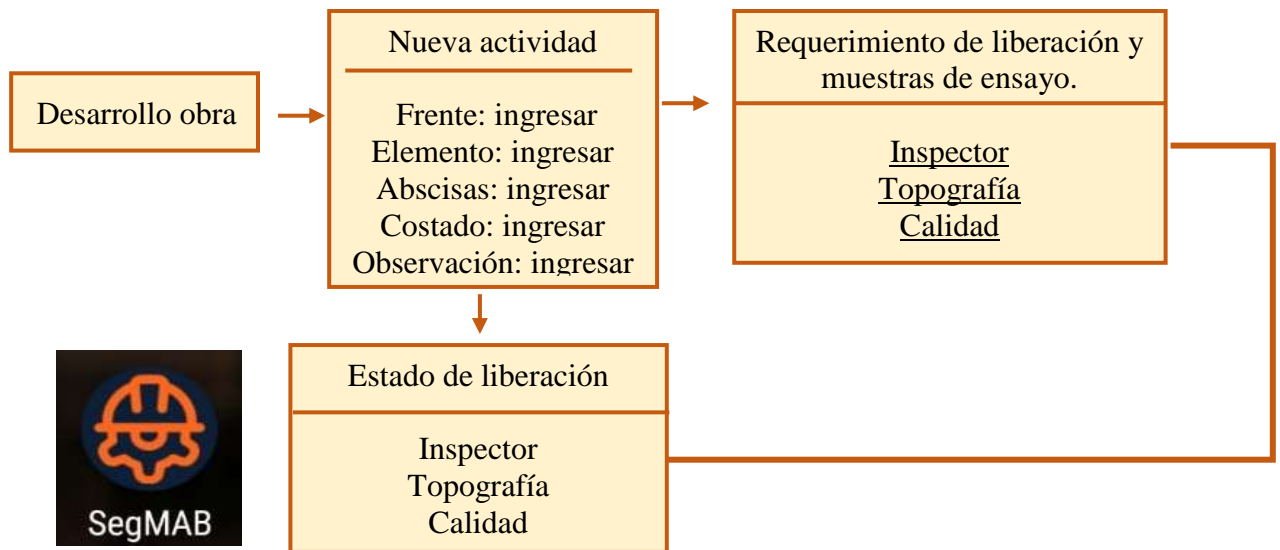 Desarrollo obra
Nueva actividad
Frente: ingresar
Elemento: ingresar
Abscisas: ingresar
Costado: ingresar
Observación: ingresar
Requerimiento de liberación y
muestras de ensayo.
Inspector
Topografía
Calidad
Estado de liberación
Inspector
Topografía
Calidad
SegMAB